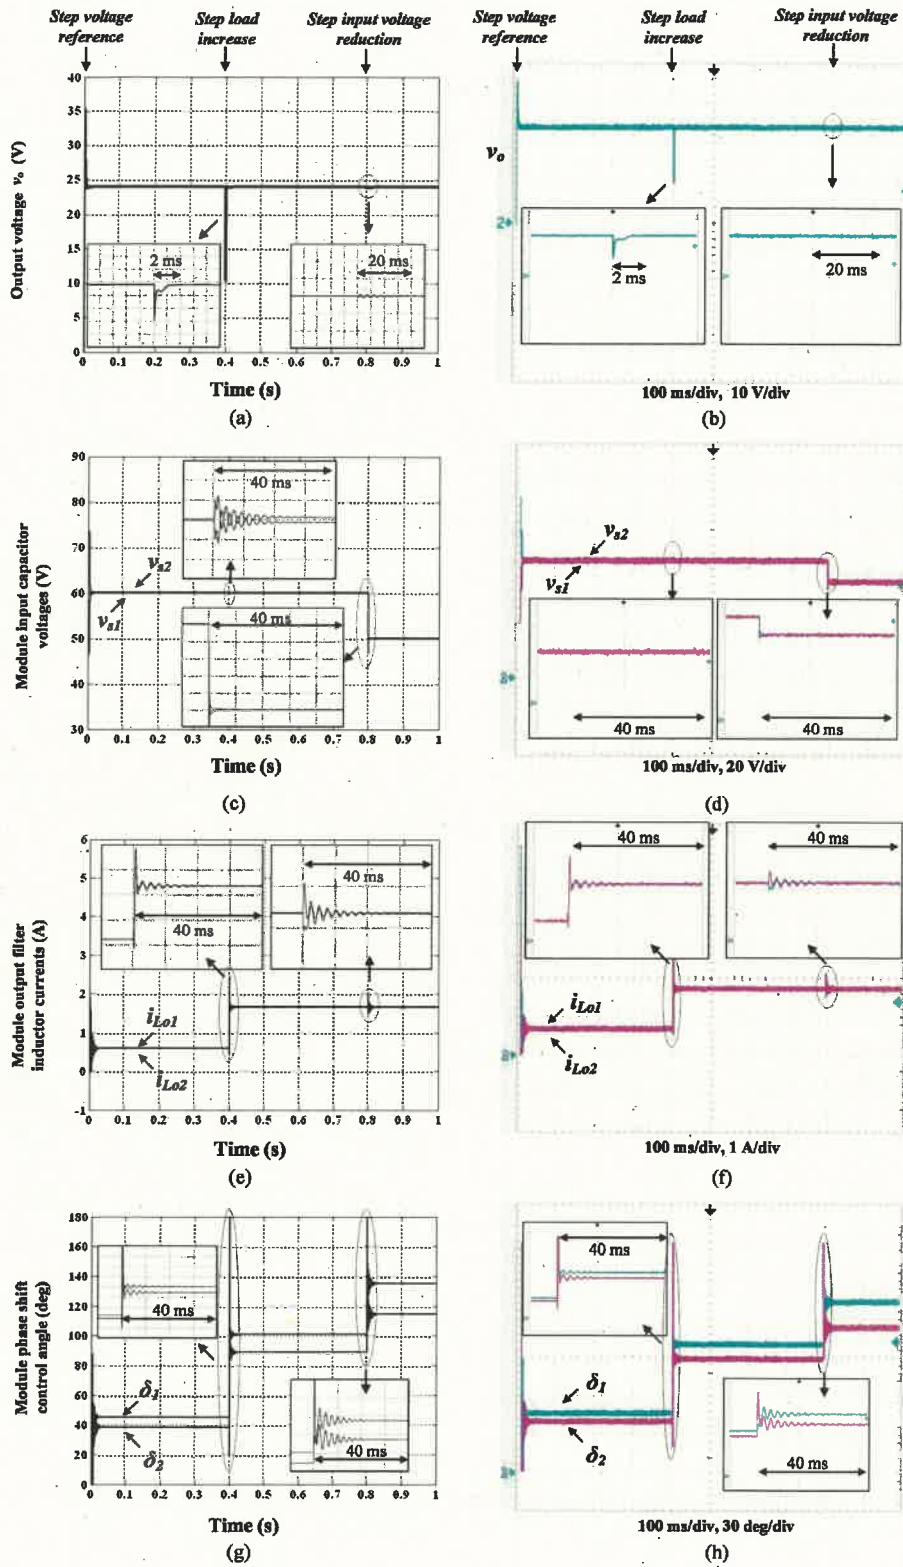 Step voltage reference
Step load increase
Step input voltage reduction
Step voltage reference
Step load increase
Step input voltage reduction
Output voltage vo (V)
40
35
30
25
20
15
10
5
0
2 ms
20 ms
0 0.1 0.2 0.3 0.4 0.5 0.6 0.7 0.8 0.9 1
Time (s)
(a)
vo
2
2 ms
20 ms
100 ms/div, 10 V/div
(b)
Module input capacitor voltages (V)
90
80
70
60
50
40
30
40 ms
vs2
vs1
40 ms
0 0.1 0.2 0.3 0.4 0.5 0.6 0.7 0.8 0.9 1
Time (s)
(c)
vs2
vs1
40 ms
40 ms
100 ms/div, 20 V/div
(d)
Module output filter inductor currents (A)
6
5
4
3
2
1
0
-1
40 ms
40 ms
iLo1
iLo2
0 0.1 0.2 0.3 0.4 0.5 0.6 0.7 0.8 0.9 1
Time (s)
(e)
40 ms
40 ms
iLo1
iLo2
100 ms/div, 1 A/div
(f)
Module phase shift control angle (deg)
180
160
140
120
100
80
60
40
20
0
40 ms
δ1
δ2
40 ms
0 0.1 0.2 0.3 0.4 0.5 0.6 0.7 0.8 0.9 1
Time (s)
(g)
40 ms
δ1
δ2
40 ms
100 ms/div, 30 deg/div
(h)